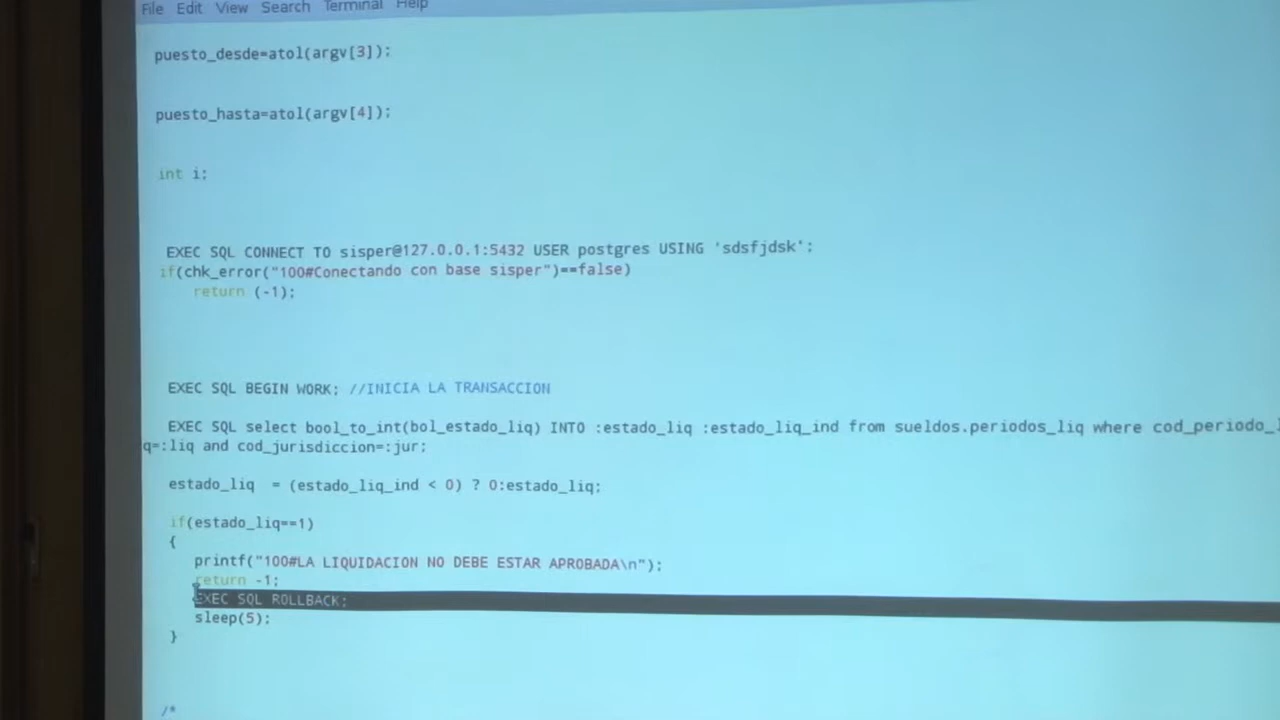 File Edit View Search Terminal Help
puesto_desde=atol(argv[3]);
puesto_hasta=atol(argv[4]);
int i;
EXEC SQL CONNECT TO sisper@127.0.0.1:5432 USER postgres USING 'sdsfjdsk';
if(chk_error("100#Conectando con base sisper")==false)
return (-1);
EXEC SQL BEGIN WORK; //INICIA LA TRANSACCION
EXEC SQL select bool_to_int(bol_estado_liq) INTO :estado_liq :estado_liq_ind from sueldos.periodos_liq where cod_periodo_l
q=:liq and cod_jurisdiccion=:jur;
estado_liq = (estado_liq_ind < 0) ? 0:estado_liq;
if(estado_liq==1)
{
printf("100#LA LIQUIDACION NO DEBE ESTAR APROBADA\n");
return -1;
EXEC SQL ROLLBACK;
sleep(5);
}
/*